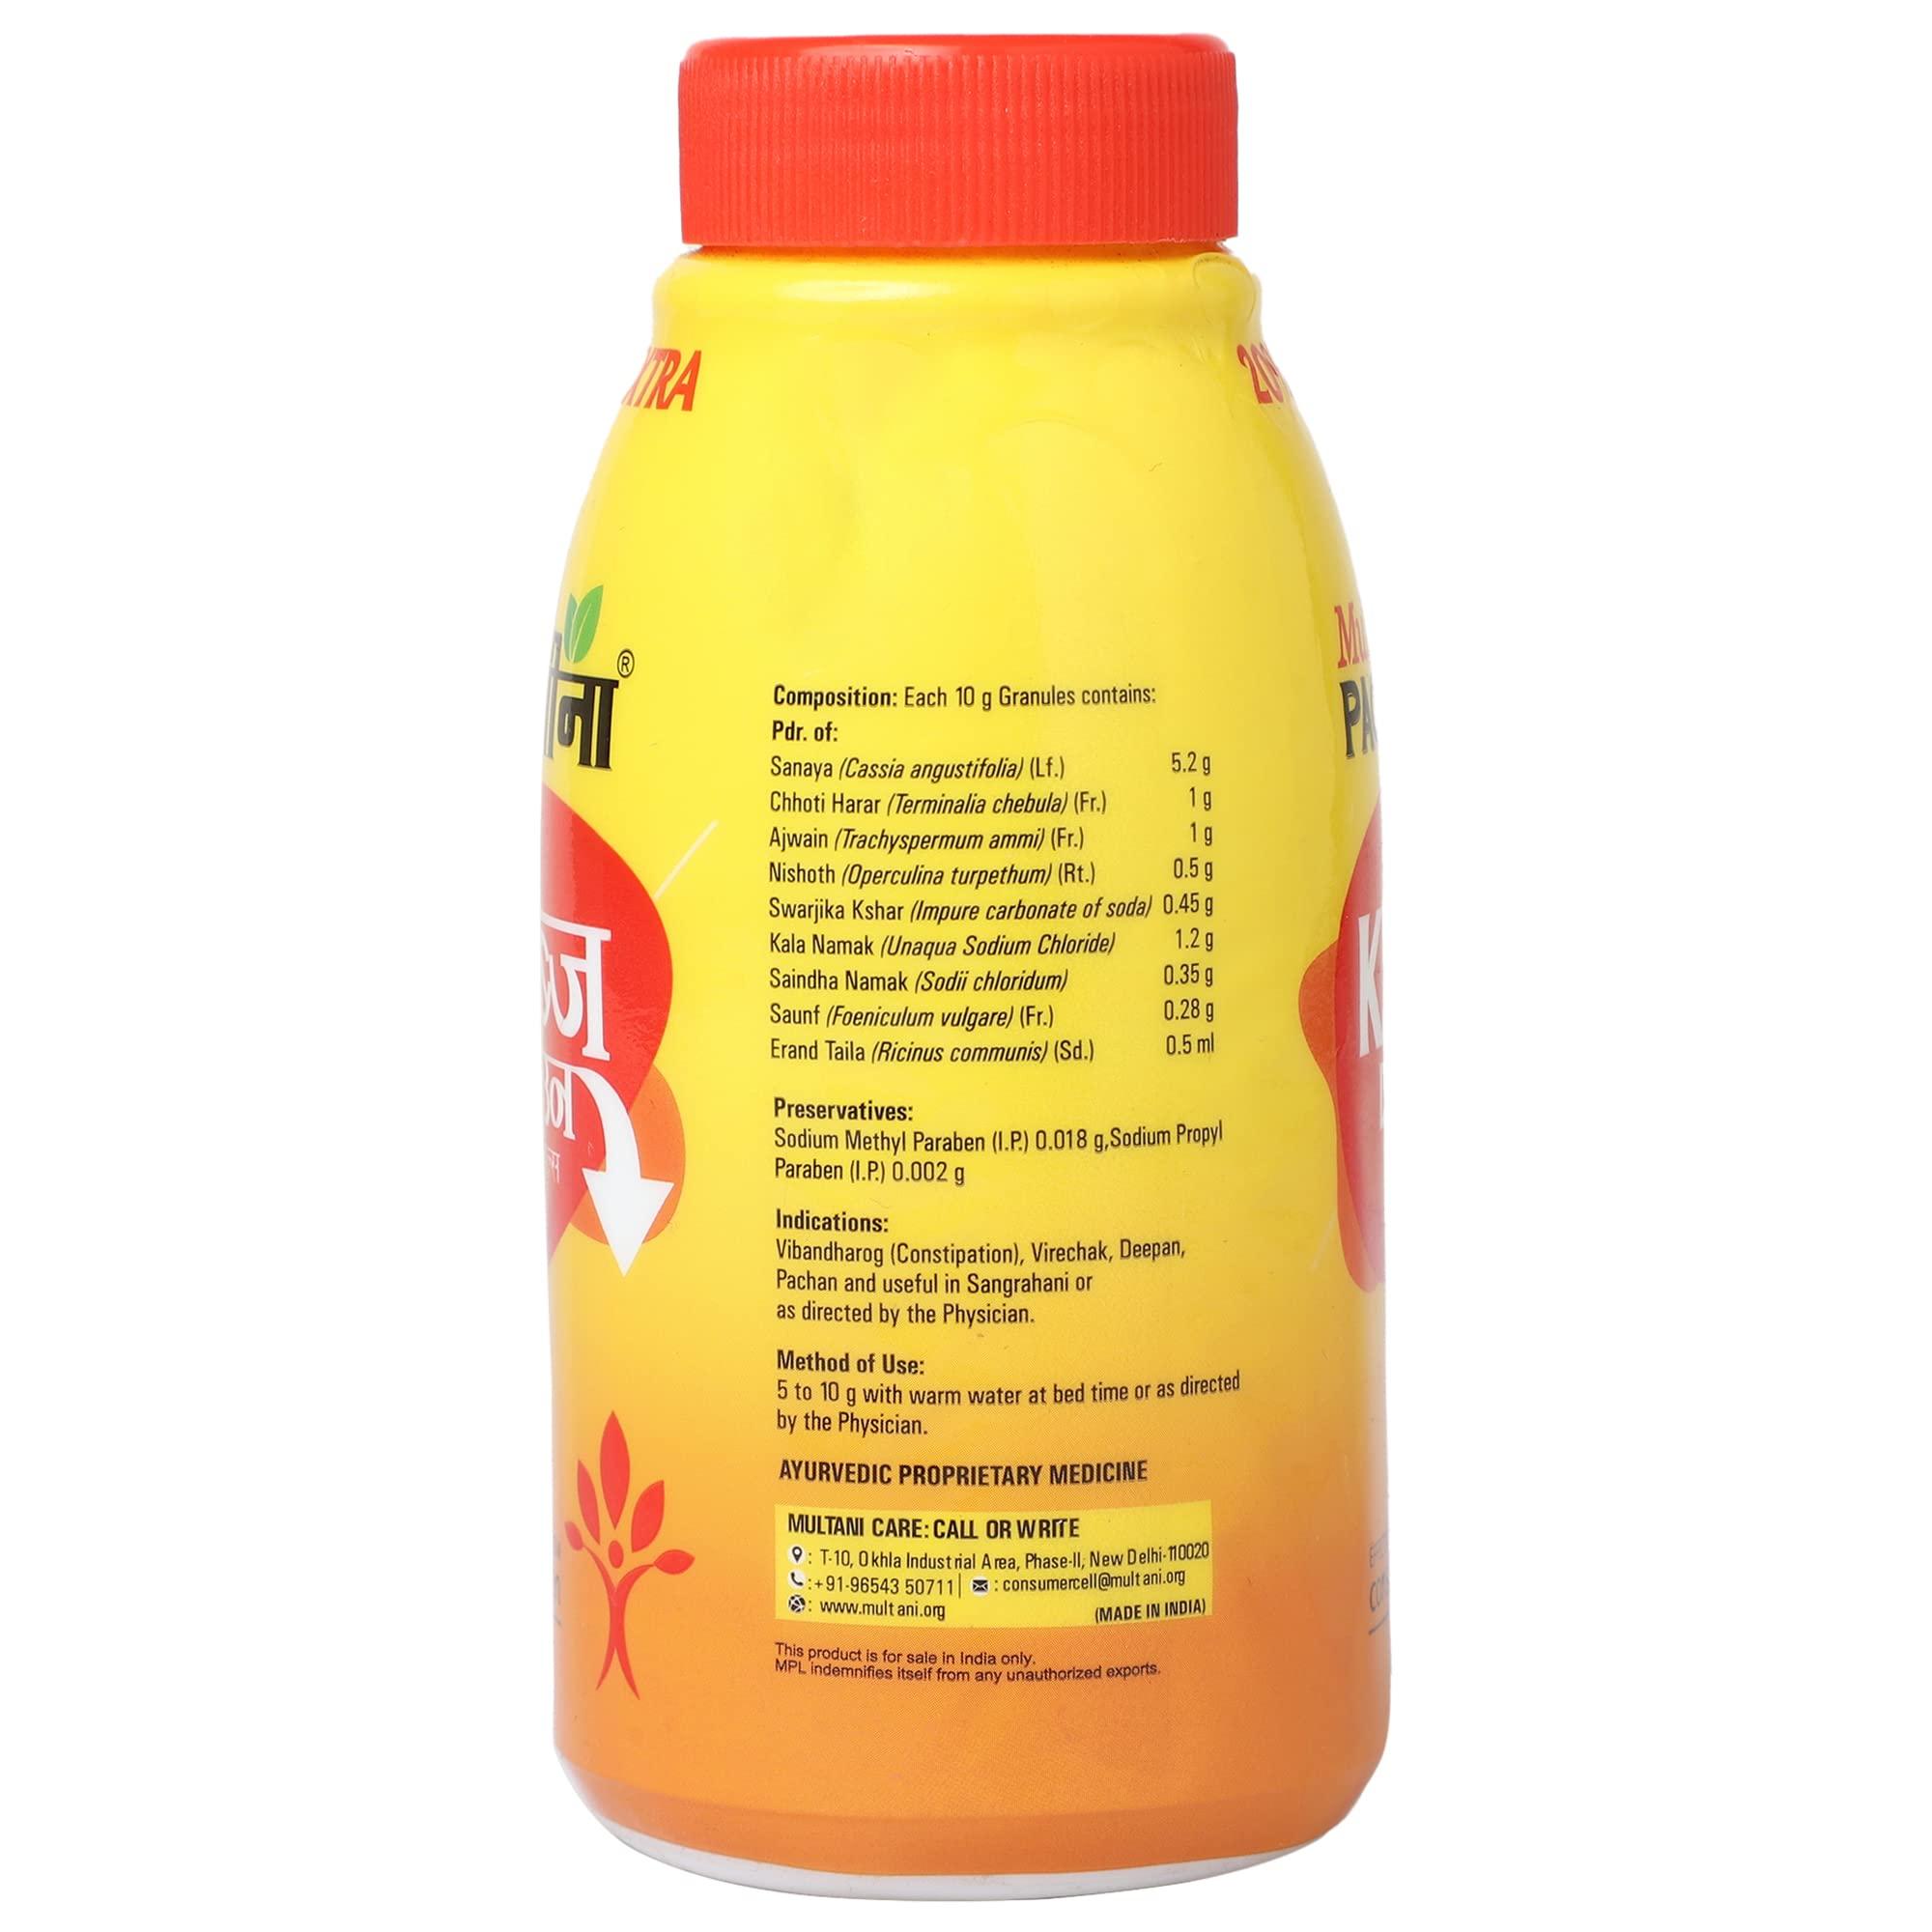 Composition: Each 10 g Granules contains:
Pdr. of:
Sanaya (Cassia angustifolia) (Lf.) 5.2 g
Chhoti Harar (Terminalia chebula) (Fr.) 1 g
Ajwain (Trachyspermum ammi) (Fr.) 1 g
Nishoth (Operculina turpethum) (Rt.) 0.5 g
Swarjika Kshar (Impure carbonate of soda) 0.45 g
Kala Namak (Unaqua Sodium Chloride) 1.2 g
Saindha Namak (Sodii chloridum) 0.35 g
Saunf (Foeniculum vulgare) (Fr.) 0.28 g
Erand Taila (Ricinus communis) (Sd.) 0.5 ml
Preservatives:
Sodium Methyl Paraben (I.P.) 0.018 g,Sodium Propyl
Paraben (I.P.) 0.002 g
Indications:
Vibandharog (Constipation), Virechak, Deepan,
Pachan and useful in Sangrahani or
as directed by the Physician.
Method of Use:
5 to 10 g with warm water at bed time or as directed
by the Physician.
AYURVEDIC PROPRIETARY MEDICINE
MULTANI CARE: CALL OR WRITE
: T-10, Okhla Industrial Area, Phase-II, New Delhi-110020
:+91-96543 50711| : consumercell@multani.org
: www.multani.org (MADE IN INDIA)
This product is for sale in India only.
MPL indemnifies itself from any unauthorized exports.